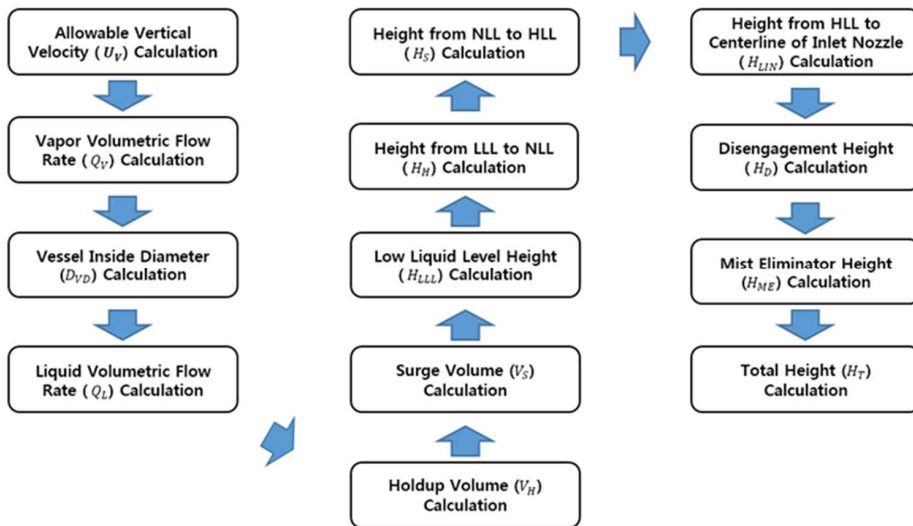 Allowable Vertical
Velocity (U_V) Calculation
Vapor Volumetric Flow
Rate (Q_V) Calculation
Vessel Inside Diameter
(D_VD) Calculation
Liquid Volumetric Flow
Rate (Q_L) Calculation
Holdup Volume (V_H)
Calculation
Surge Volume (V_S)
Calculation
Low Liquid Level Height
(H_LLL) Calculation
Height from LLL to NLL
(H_H) Calculation
Height from NLL to HLL
(H_S) Calculation
Height from HLL to
Centerline of Inlet Nozzle
(H_LIN) Calculation
Disengagement Height
(H_D) Calculation
Mist Eliminator Height
(H_ME) Calculation
Total Height (H_T)
Calculation